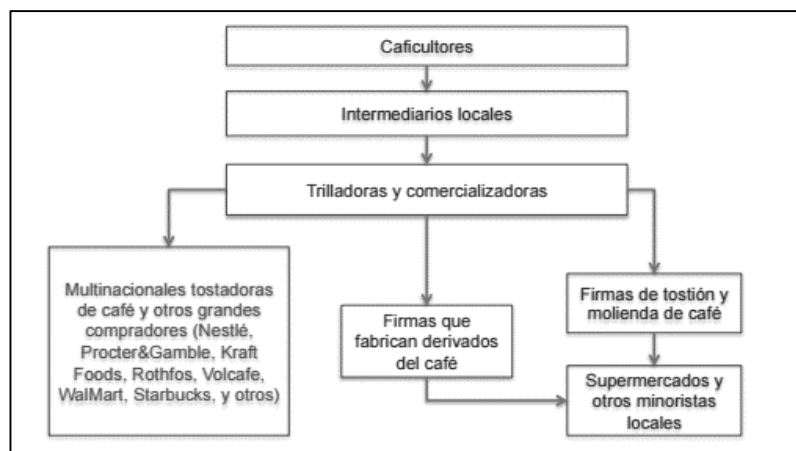 Caficultores
Intermediarios locales
Trilladoras y comercializadoras
Multinacionales tostadoras
de café y otros grandes
compradores (Nestlé,
Procter&Gamble, Kraft
Foods, Rothfos, Volcafe,
WalMart, Starbucks, y otros)
Firmas que
fabrican derivados
del café
Firmas de tostión y
molienda de café
Supermercados y
otros minoristas
locales